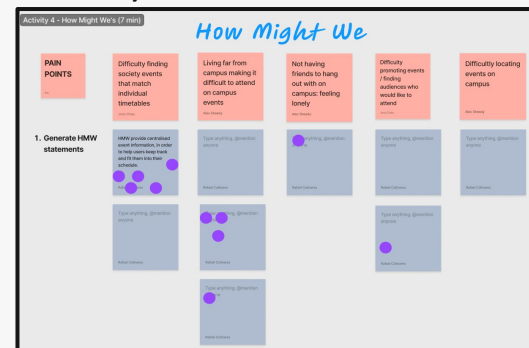 Activity 4 - How Might We's (7 min)
How Might We
PAIN
POINTS
Difficulty finding
society events
that match
individual
timetables
Living far from
campus making it
difficult to attend
on campus
events
Not having
friends to hang
out with on
campus: feeling
lonely
Difficulty
promoting events
/ finding
audiences who
would like to
attend
Difficultly locating
events on
campus
1. Generate HMW
statements
HMW provide centralised
event information, in order
to help users keep track
and fit them into their
schedule.
Type anything, @mention
anyone
Type anything, @mention
anyone
Type anything, @mention
anyone
Type anything, @mention
anyone
Type anything, @mention
anyone
Type anything, @mention
Type anything, @mention
anyone
Type anything, @mention